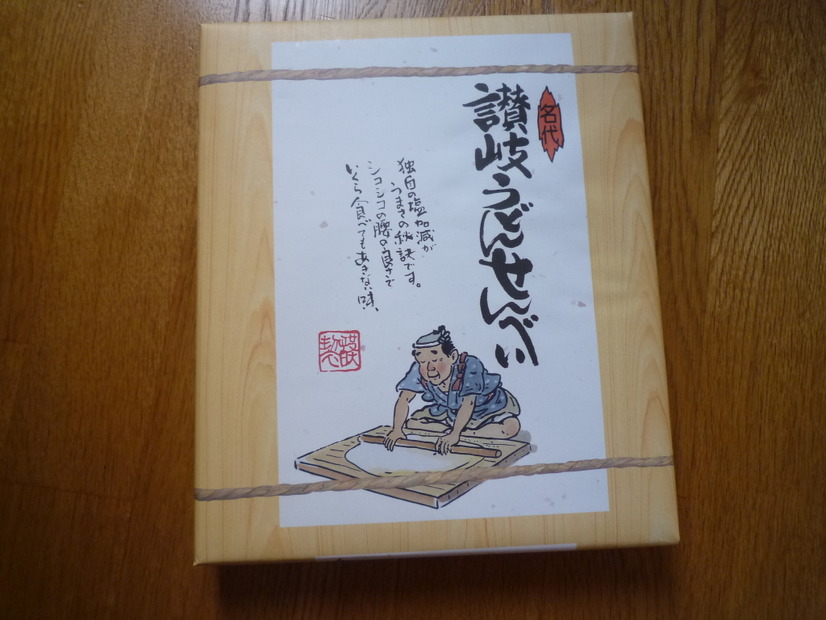 名代
讃岐うどんせんべい
独自の塩加減が
うまさの秘訣です。
シコシコの腰の良さで
いくら食べてもあきない味、